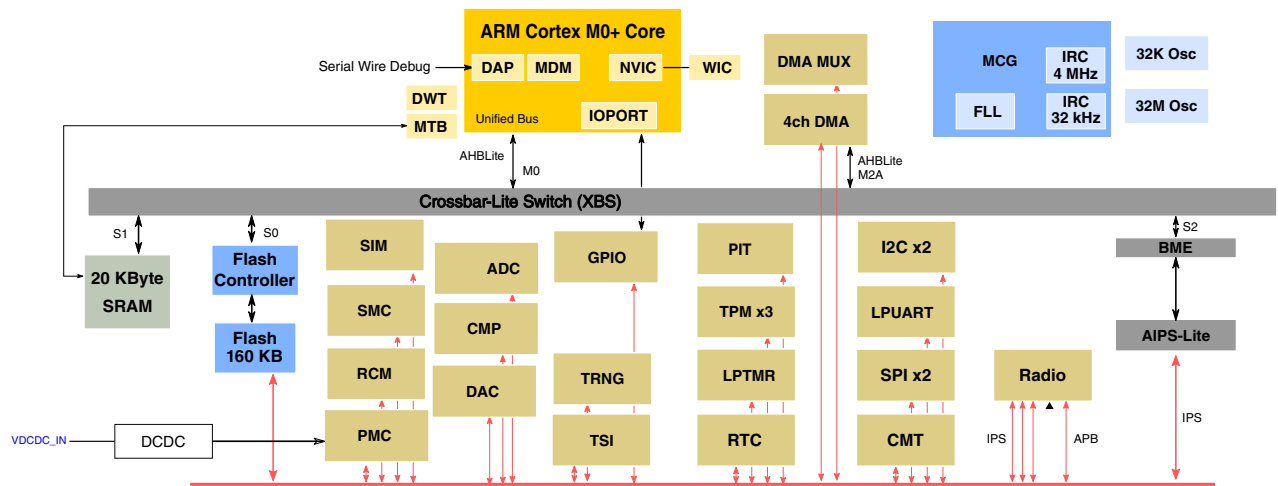 ARM Cortex M0+ Core
Serial Wire Debug
DAP
MDM
NVIC
WIC
DWT
MTB
Unified Bus
IOPORT
DMA MUX
4ch DMA
MCG
IRC
4 MHz
FLL
IRC
32 kHz
32K Osc
32M Osc
AHBLite
M0
AHBLite
M2A
Crossbar-Lite Switch (XBS)
S1
S0
S2
20 KByte
SRAM
Flash
Controller
Flash
160 KB
SIM
SMC
RCM
PMC
ADC
CMP
DAC
GPIO
TRNG
TSI
PIT
TPM x3
LPTMR
RTC
I2C x2
LPUART
SPI x2
CMT
Radio
IPS
APB
BME
AIPS-Lite
IPS
VDCDC_IN
DCDC